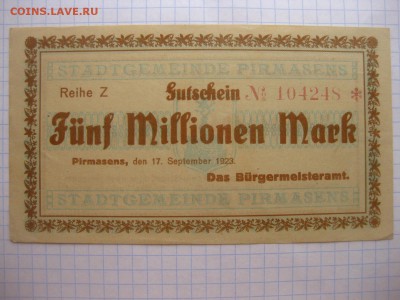 COINS.LAVE.RU
STADTGEMEINDE PIRMASENS
Reihe Z Gutschein № 104248 *
Fünf Millionen Mark
Pirmasens, den 17. September 1923.
Das Bürgermeisteramt.
STADTGEMEINDE PIRMASENS